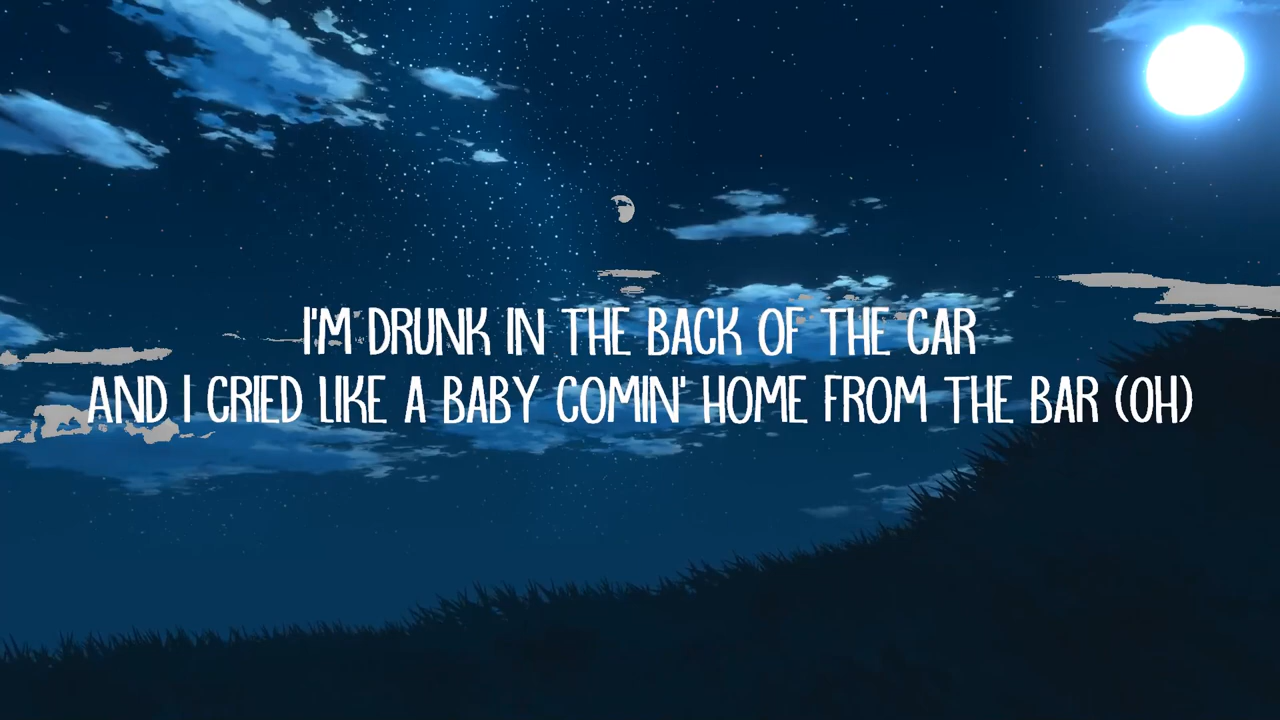 I'M DRUNK IN THE BACK OF THE CAR
AND I CRIED LIKE A BABY COMIN' HOME FROM THE BAR (OH)